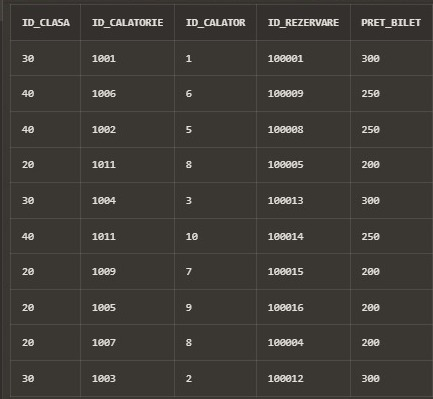 ID_CLASA ID_CALATORIE ID_CALATOR ID_REZERVARE PRET_BILET
30 1001 1 100001 300
40 1006 6 100009 250
40 1002 5 100008 250
20 1011 8 100005 200
30 1004 3 100013 300
40 1011 10 100014 250
20 1009 7 100015 200
20 1005 9 100016 200
20 1007 8 100004 200
30 1003 2 100012 300